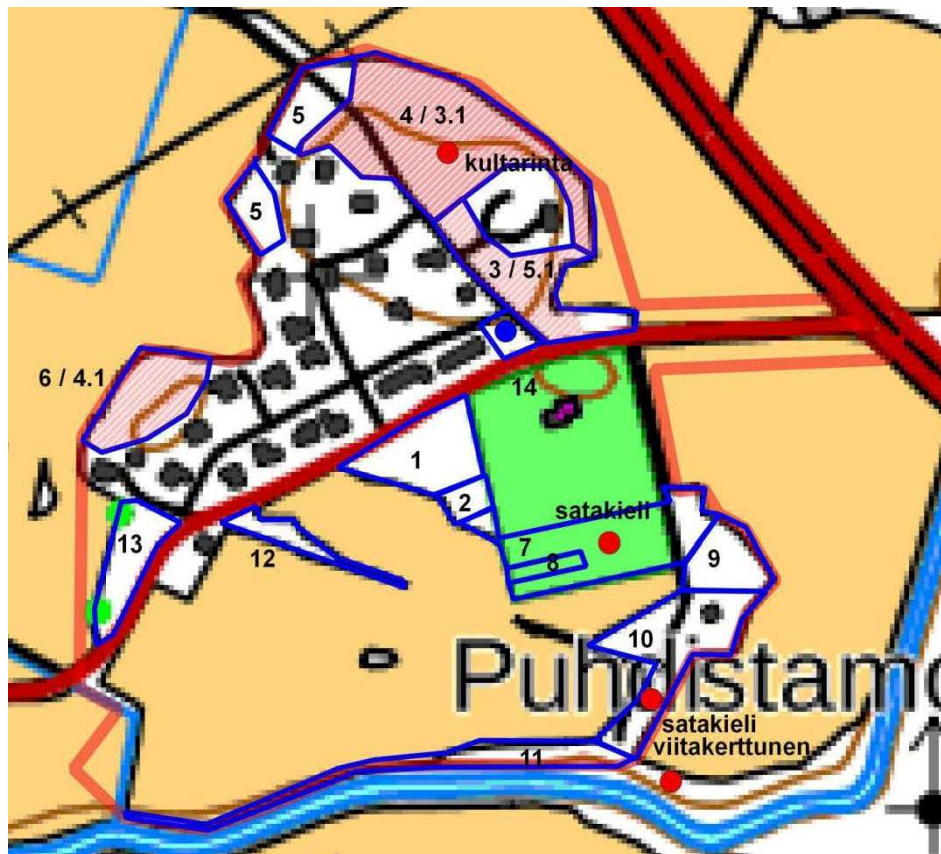 5
4 / 3.1
kultarinta
5
3 / 5.1
6 / 4.1
14
1
2
satakieli
7
8
9
13
12
10
Puhdistamo
satakieli
viitakerttunen
11